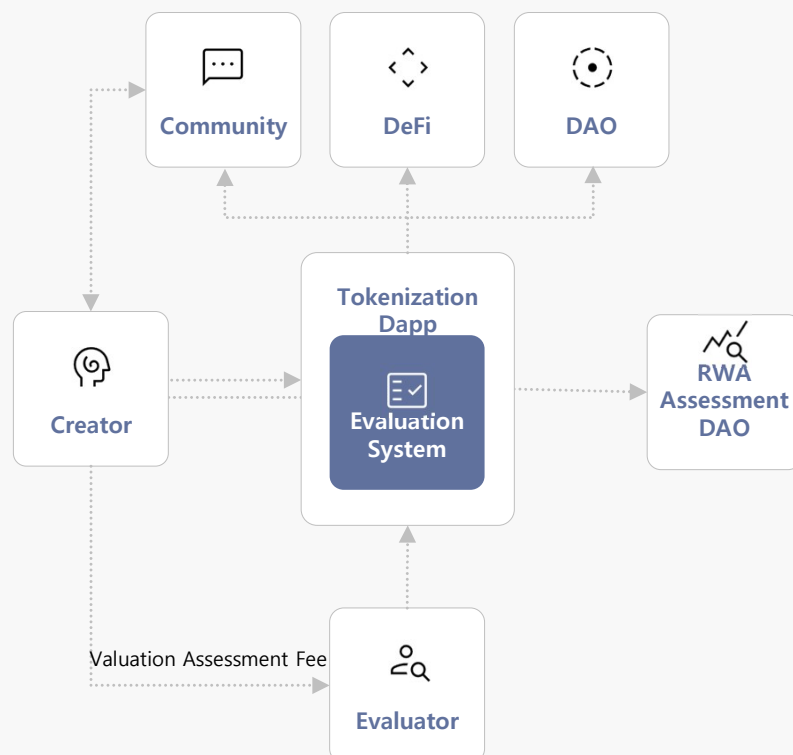 Community
DeFi
DAO
Tokenization
Dapp
Evaluation
System
Creator
RWA
Assessment
DAO
Valuation Assessment Fee
Evaluator